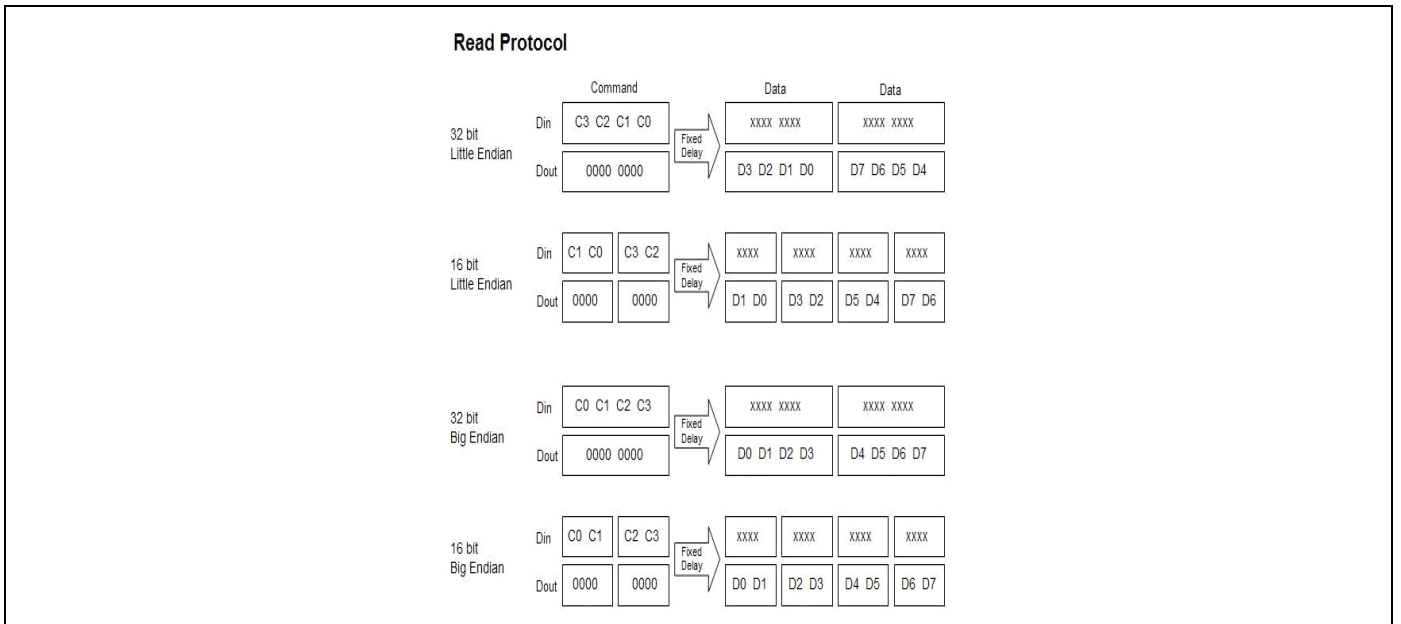 Read Protocol
Command Data Data
32 bit
Little Endian
Din C3 C2 C1 C0 XXXX XXXX XXXX XXXX
Fixed
Delay
Dout 0000 0000 D3 D2 D1 D0 D7 D6 D5 D4
16 bit
Little Endian
Din C1 C0 C3 C2 XXXX XXXX XXXX XXXX
Fixed
Delay
Dout 0000 0000 D1 D0 D3 D2 D5 D4 D7 D6
32 bit
Big Endian
Din C0 C1 C2 C3 XXXX XXXX XXXX XXXX
Fixed
Delay
Dout 0000 0000 D0 D1 D2 D3 D4 D5 D6 D7
16 bit
Big Endian
Din C0 C1 C2 C3 XXXX XXXX XXXX XXXX
Fixed
Delay
Dout 0000 0000 D0 D1 D2 D3 D4 D5 D6 D7